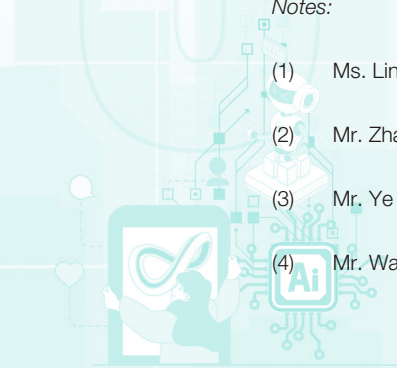 Notes:
(1) Ms. Lin
(2) Mr. Zha
(3) Mr. Ye
(4) Mr. Wa
Ai